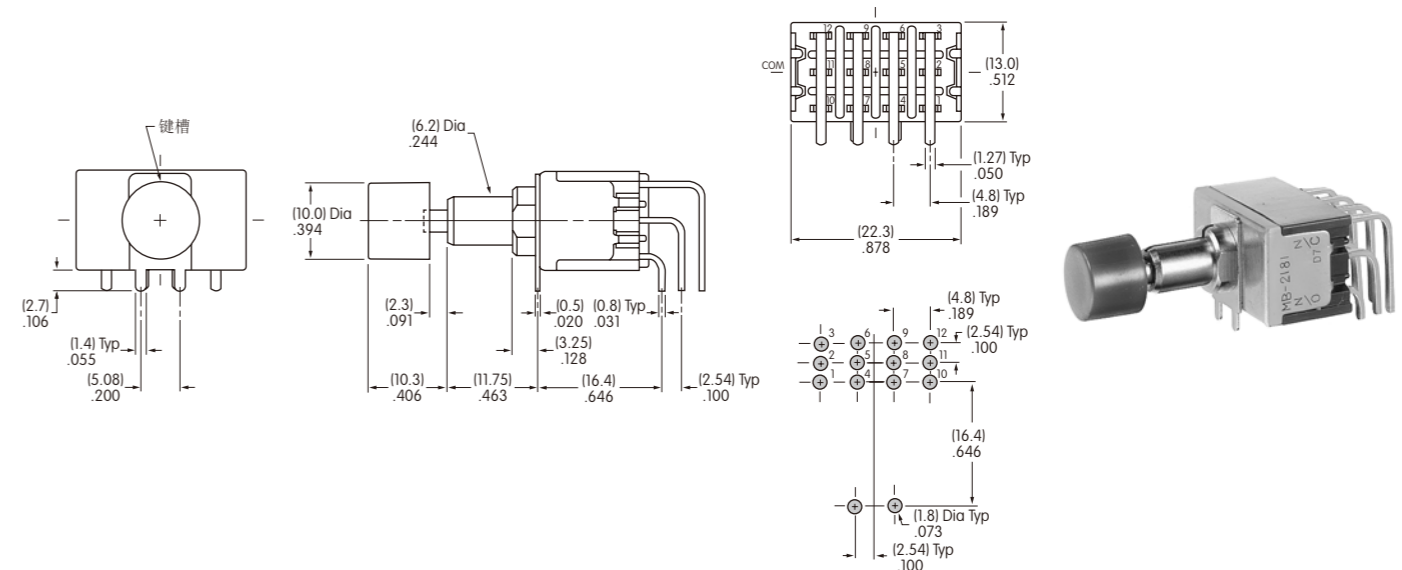 键槽
(2.7)
.106
(1.4) Typ
.055
(5.08)
.200
(6.2) Dia
.244
(10.0) Dia
.394
(2.3)
.091
(0.5)
.020
(0.8) Typ
.031
(3.25)
.128
(10.3)
.406
(11.75)
.463
(16.4)
.646
(2.54) Typ
.100
12 9 6 3
COM
11 8 5 2
10 7 4 1
(13.0)
.512
(1.27) Typ
.050
(4.8) Typ
.189
(22.3)
.878
(4.8) Typ
.189
3 6 9 12
(2.54) Typ
.100
2 5 8 11
1 4 7 10
(16.4)
.646
(1.8) Dia Typ
.073
(2.54) Typ
.100
MB-2181
N/O
N/C
D7